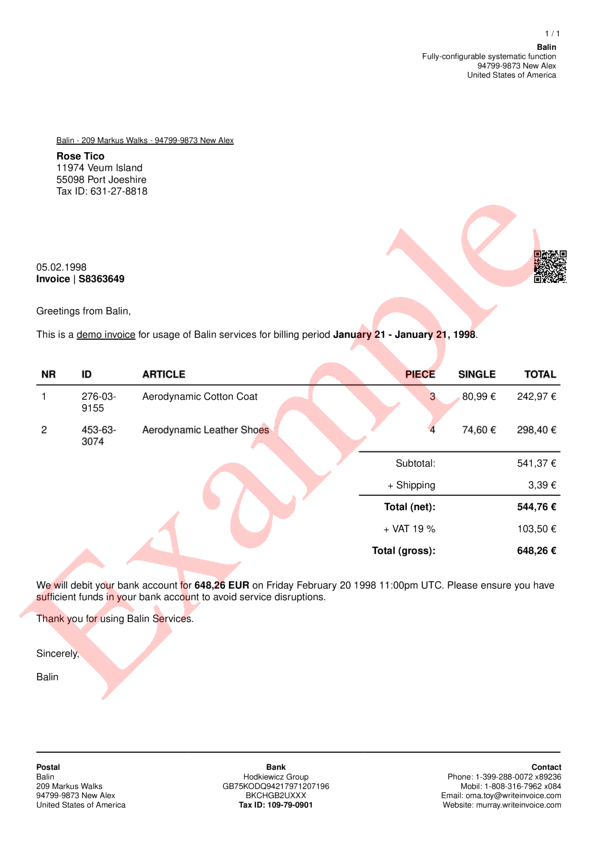 1 / 1
Balin
Fully-configurable systematic function
94799-9873 New Alex
United States of America
Balin - 209 Markus Walks - 94799-9873 New Alex
Rose Tico
11974 Veum Island
55098 Port Joeshire
Tax ID: 631-27-8818
05.02.1998
Invoice | S8363649
Greetings from Balin,
This is a demo invoice for usage of Balin services for billing period January 21 - January 21, 1998.
NR ID ARTICLE PIECE SINGLE TOTAL
1 276-03- Aerodynamic Cotton Coat 3 80,99 € 242,97 €
9155
2 453-63- Aerodynamic Leather Shoes 4 74,60 € 298,40 €
3074
Subtotal: 541,37 €
+ Shipping 3,39 €
Total (net): 544,76 €
+ VAT 19 % 103,50 €
Total (gross): 648,26 €
We will debit your bank account for 648,26 EUR on Friday February 20 1998 11:00pm UTC. Please ensure you have
sufficient funds in your bank account to avoid service disruptions.
Thank you for using Balin Services.
Sincerely,
Balin
Example
Postal Bank Contact
Balin Hodkiewicz Group Phone: 1-399-288-0072 x89236
209 Markus Walks GB75KODQ94217971207196 Mobil: 1-808-316-7962 x084
94799-9873 New Alex BKCHGB2UXXX Email: oma.toy@writeinvoice.com
United States of America Tax ID: 109-79-0901 Website: murray.writeinvoice.com